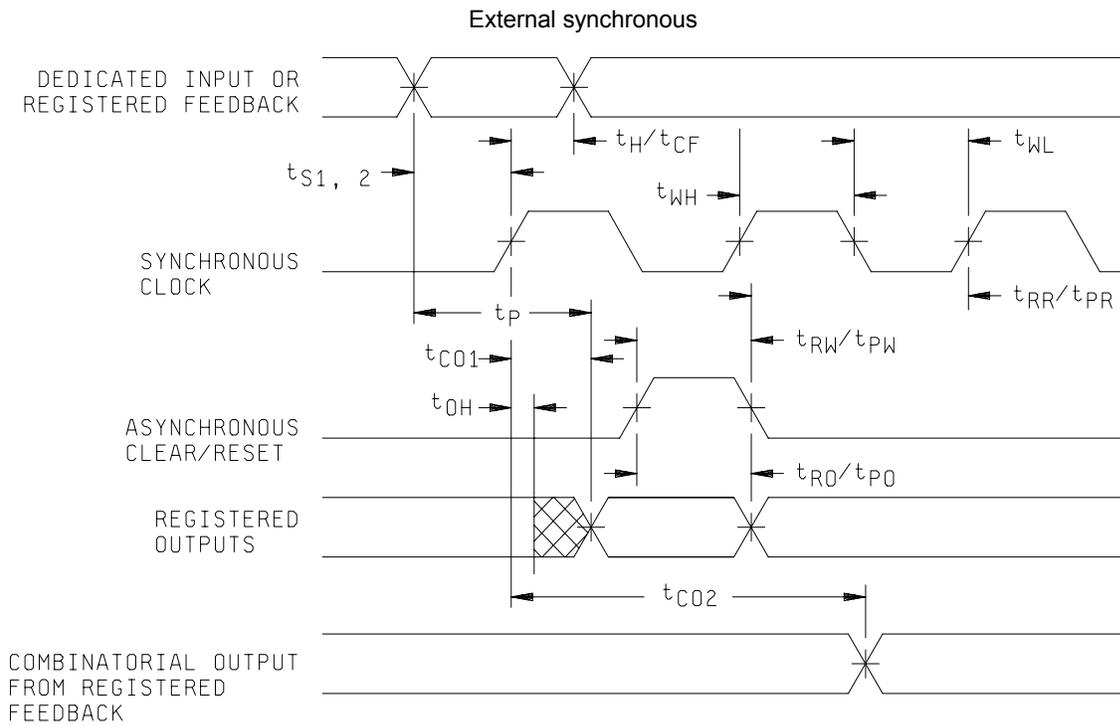 External synchronous
DEDICATED INPUT OR
REGISTERED FEEDBACK
tH/tCF
tWL
tS1, 2
tWH
SYNCHRONOUS
CLOCK
tRR/tPR
tP
tRW/tPW
tCO1
tOH
ASYNCHRONOUS
CLEAR/RESET
tRO/tPO
REGISTERED
OUTPUTS
tCO2
COMBINATORIAL OUTPUT
FROM REGISTERED
FEEDBACK